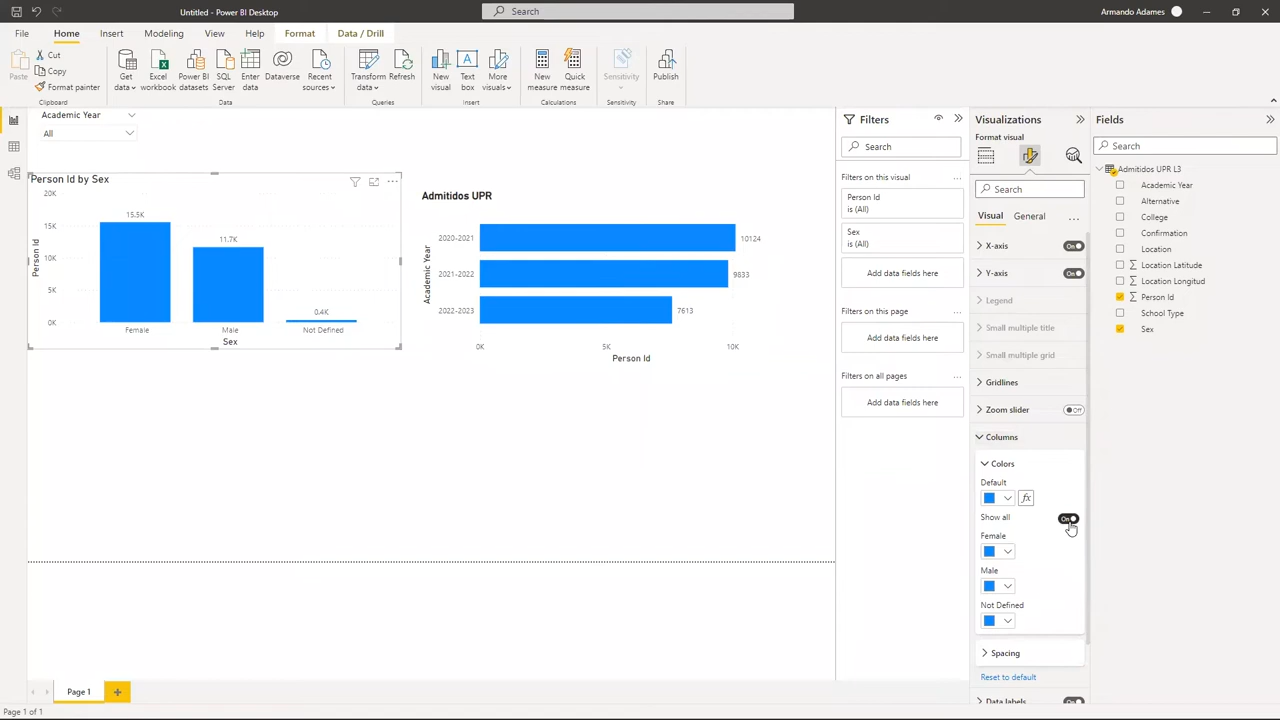 Untitled - Power BI Desktop
Search
Armando Adames
File
Home
Insert
Modeling
View
Help
Format
Data / Drill
Paste
Cut
Copy
Format painter
Clipboard
Get data
Excel workbook
Power BI datasets
SQL Server
Enter data
Dataverse
Recent sources
Data
Transform data
Refresh
Queries
New visual
Text box
More visuals
Insert
New measure
Quick measure
Calculations
Sensitivity
Sensitivity
Publish
Share
Academic Year
All
Person Id by Sex
20K
15K
10K
5K
0K
Person Id
15.5K
11.7K
0.4K
Female
Male
Not Defined
Sex
Admitidos UPR
Academic Year
2020-2021
10124
2021-2022
9833
2022-2023
7613
0K
5K
10K
Person Id
Filters
Search
Filters on this visual
...
Person Id
is (All)
Sex
is (All)
Add data fields here
Filters on this page
...
Add data fields here
Filters on all pages
...
Add data fields here
Visualizations
Format visual
Search
Visual
General
...
X-axis
On
Y-axis
On
Legend
Small multiple title
Small multiple grid
Gridlines
Zoom slider
Off
Columns
Colors
Default
fx
Show all
On
Female
Male
Not Defined
Spacing
Reset to default
Data labels
On
Fields
Search
Admitidos UPR L3
Academic Year
Alternative
College
Confirmation
Location
Σ Location Latitude
Σ Location Longitud
Σ Person Id
School Type
Sex
Page 1
Page 1 of 1